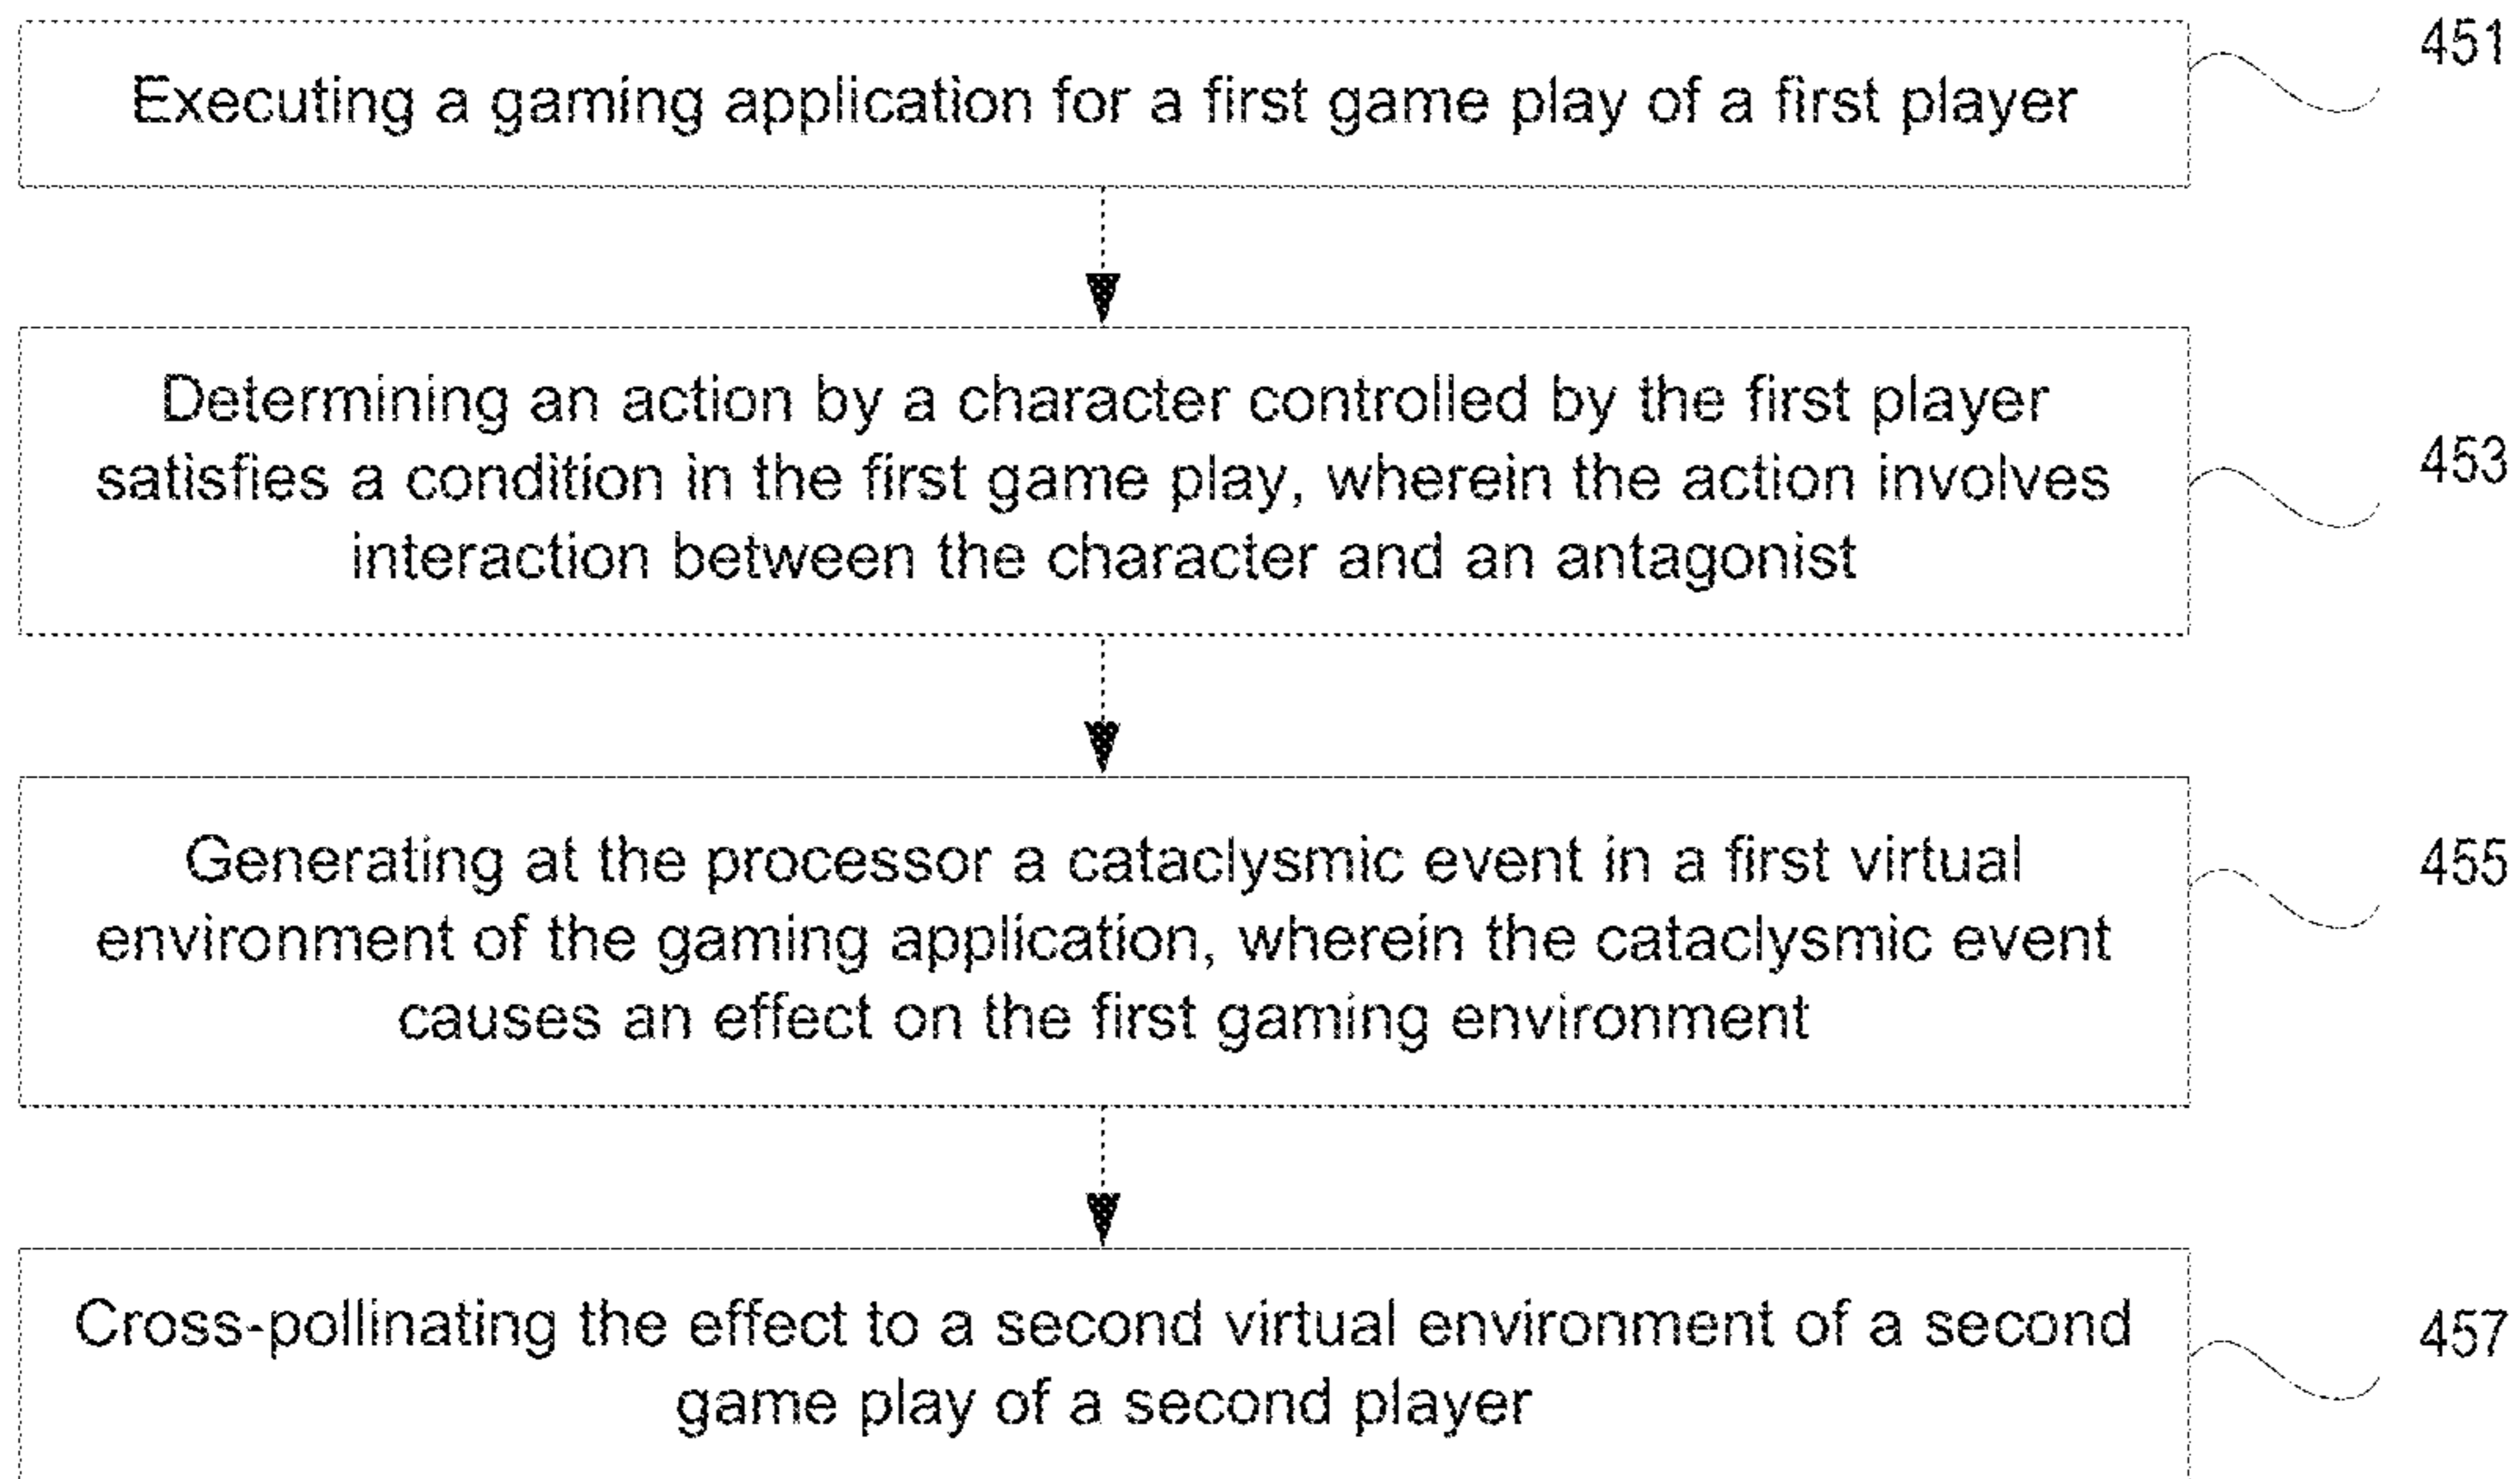 451
Executing a gaming application for a first game play of a first player
Determining an action by a character controlled by the first player
satisfies a condition in the first game play, wherein the action involves
interaction between the character and an antagonist
453
Generating at the processor a cataclysmic event in a first virtual
environment of the gaming application, wherein the cataclysmic event
causes an effect on the first gaming environment
455
Cross-pollinating the effect to a second virtual environment of a second
game play of a second player
457